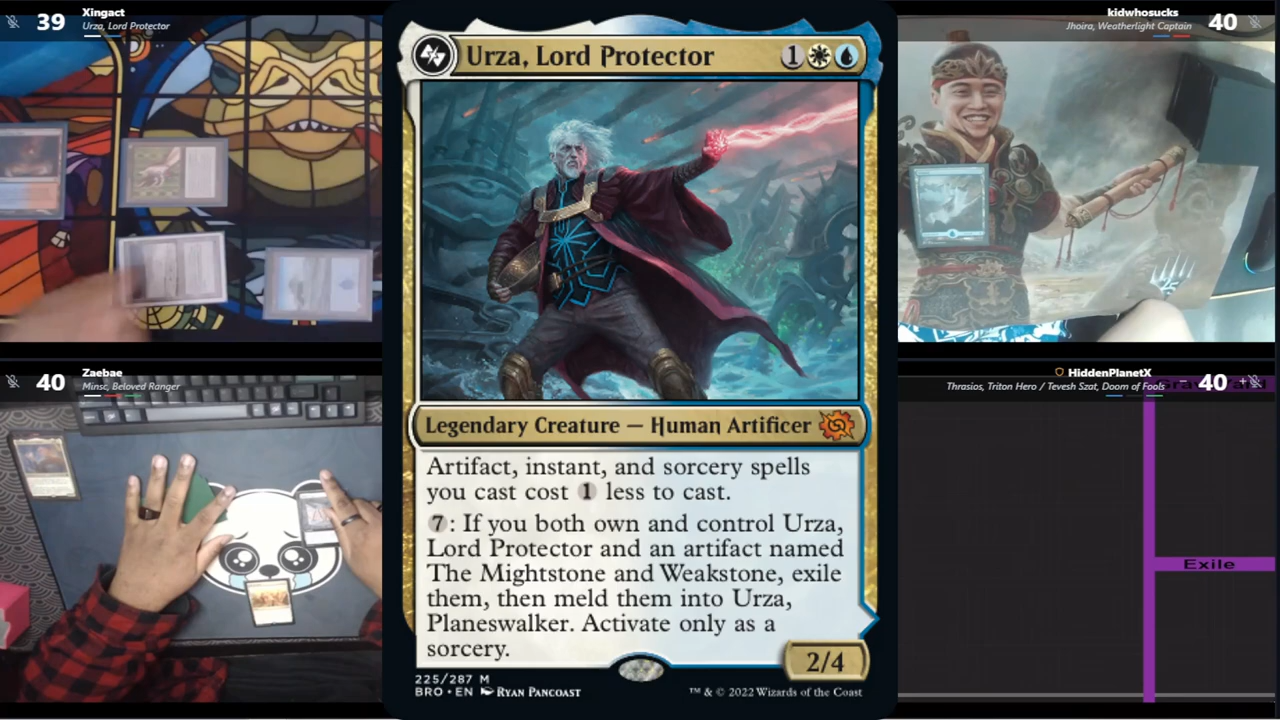 39
Xingact
Urza, Lord Protector
40
Zaebae
Minsc, Beloved Ranger
Urza, Lord Protector
1
Legendary Creature — Human Artificer
Artifact, instant, and sorcery spells
you cast cost 1 less to cast.
7: If you both own and control Urza,
Lord Protector and an artifact named
The Mightstone and Weakstone, exile
them, then meld them into Urza,
Planeswalker. Activate only as a
sorcery.
2/4
225/287 M
BRO • EN RYAN PANCOAST
™ & © 2022 Wizards of the Coast
kidwhosucks
Jhoira, Weatherlight Captain
40
HiddenPlanetX
Thrasios, Triton Hero / Tevesh Szat, Doom of Fools
- 40 +
Exile